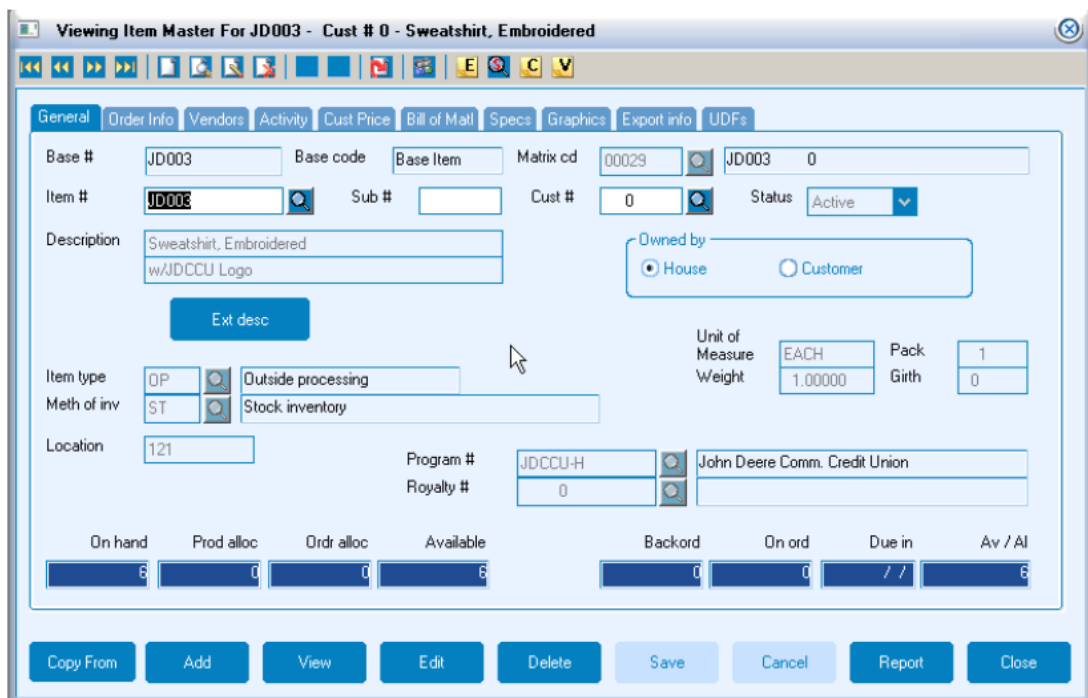 Viewing Item Master For JD003 - Cust # 0 - Sweatshirt, Embroidered
E S C V
General Order Info Vendors Activity Cust Price Bill of Matl Specs Graphics Export info UDFs
Base # JD003 Base code Base Item Matrix cd 00029 JD003 0
Item # JD003 Sub # Cust # 0 Status Active
Description Sweatshirt, Embroidered Owned by
w/JDCCU Logo House Customer
Ext desc
Unit of
Measure EACH Pack 1
Weight 1.00000 Girth 0
Item type OP Outside processing
Meth of inv ST Stock inventory
Location 121
Program # JDCCU-H John Deere Comm. Credit Union
Royalty # 0
On hand Prod alloc Ordr alloc Available Backord On ord Due in Av / Al
6 0 0 6 0 0 / / 6
Copy From Add View Edit Delete Save Cancel Report Close